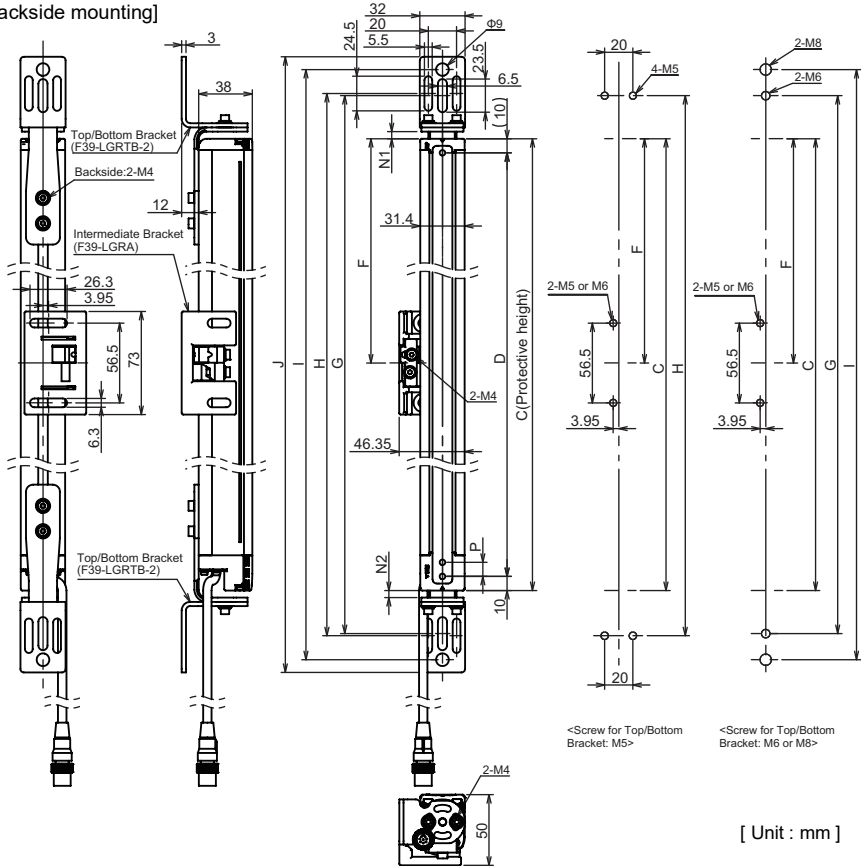 ackside mounting]
3
38
Top/Bottom Bracket
(F39-LGRTB-2)
Backside:2-M4
12
Intermediate Bracket
(F39-LGRA)
26.3
3.95
56.5
73
6.3
Top/Bottom Bracket
(F39-LGRTB-2)
32
20
5.5
24.5
Φ9
23.5
6.5
(10)
N1
31.4
F
J
I
H
G
D
C(Protective height)
2-M4
46.35
P
N2
10
2-M4
50
20
4-M5
F
2-M5 or M6
56.5
C
H
3.95
20
<Screw for Top/Bottom
Bracket: M5>
2-M8
2-M6
F
2-M5 or M6
56.5
C
G
I
3.95
<Screw for Top/Bottom
Bracket: M6 or M8>
[ Unit : mm ]